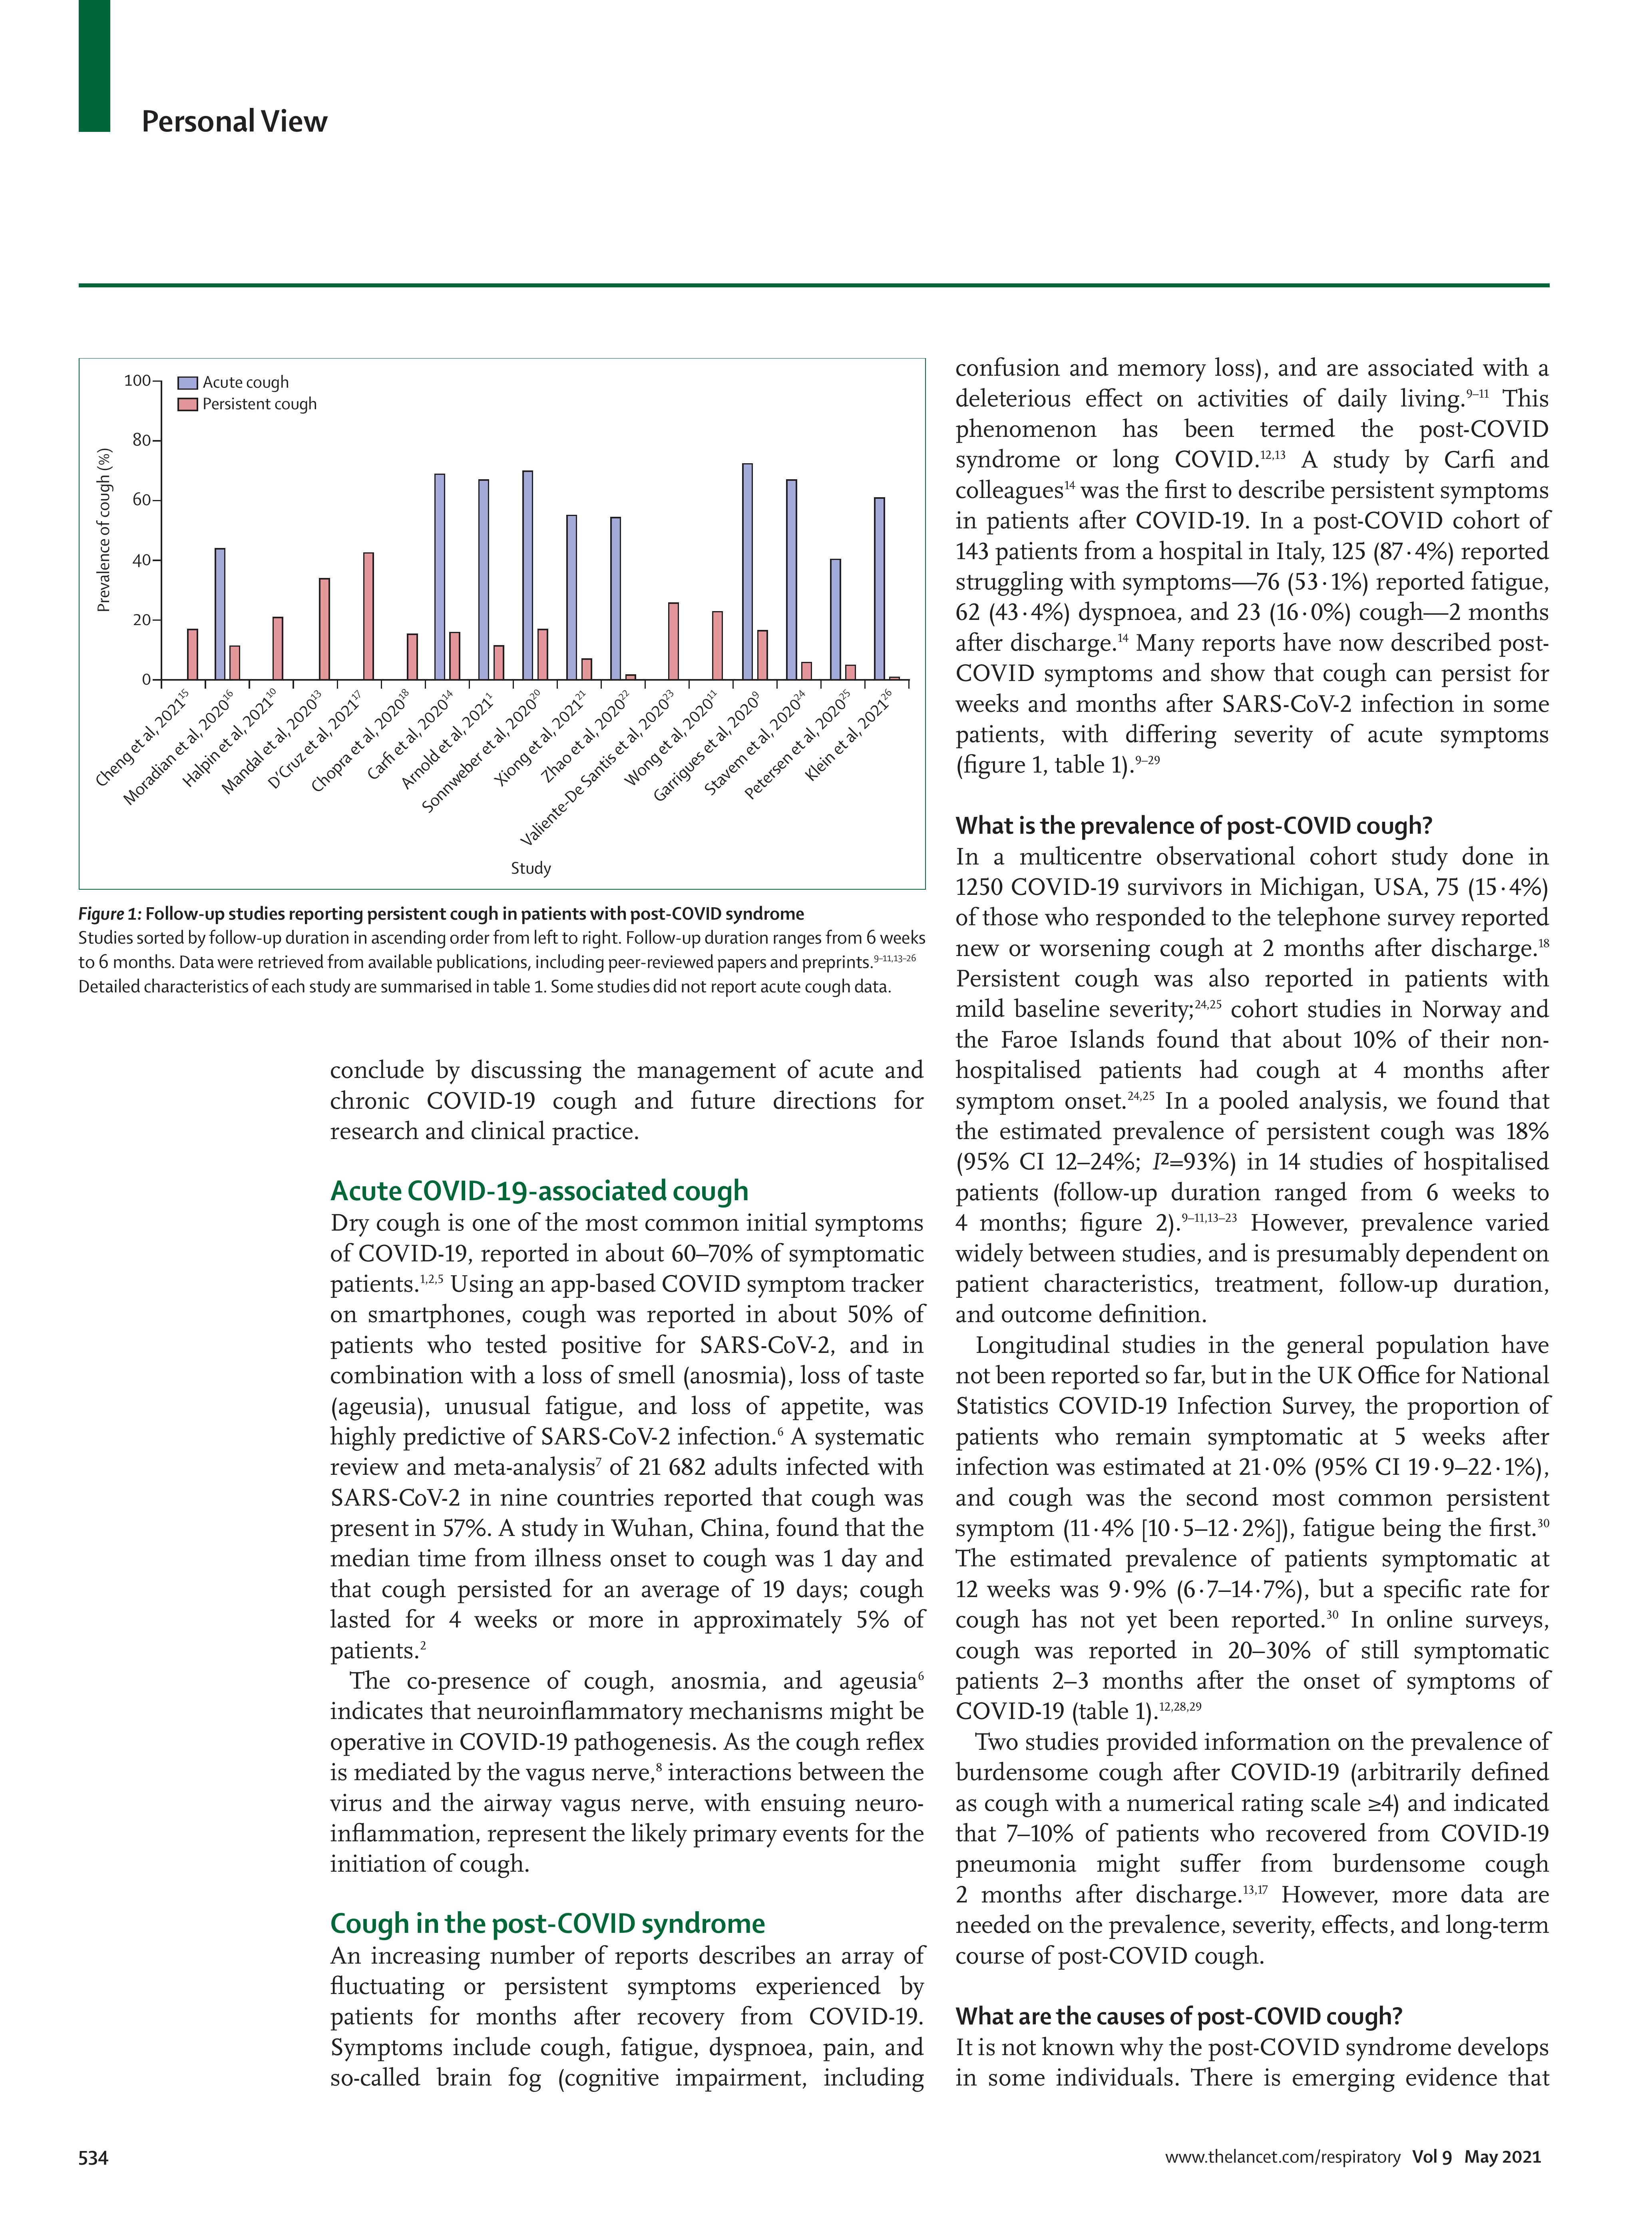 Personal View
100
80
60
40
20
0
Prevalence of cough (%)
Acute cough
Persistent cough
Cheng et al, 2021¹⁵
Moradian et al, 2020¹⁶
Halpin et al, 2021¹⁰
Mandal et al, 2020¹³
D’Cruz et al, 2021¹⁷
Chopra et al, 2020¹⁸
Carfi et al, 2020¹⁴
Arnold et al, 2021¹
Sonnweber et al, 2020²⁰
Xiong et al, 2021²¹
Zhao et al, 2020²²
Valiente-De Santis et al, 2020²³
Wong et al, 2020¹¹
Garrigues et al, 2020⁹
Stavem et al, 2020²⁴
Petersen et al, 2020²⁵
Klein et al, 2021²⁶
Study
Figure 1: Follow-up studies reporting persistent cough in patients with post-COVID syndrome
Studies sorted by follow-up duration in ascending order from left to right. Follow-up duration ranges from 6 weeks
to 6 months. Data were retrieved from available publications, including peer-reviewed papers and preprints.⁹⁻¹¹,¹³⁻²⁶
Detailed characteristics of each study are summarised in table 1. Some studies did not report acute cough data.
conclude by discussing the management of acute and
chronic COVID-19 cough and future directions for
research and clinical practice.
Acute COVID-19-associated cough
Dry cough is one of the most common initial symptoms
of COVID-19, reported in about 60–70% of symptomatic
patients.¹,²,⁵ Using an app-based COVID symptom tracker
on smartphones, cough was reported in about 50% of
patients who tested positive for SARS-CoV-2, and in
combination with a loss of smell (anosmia), loss of taste
(ageusia), unusual fatigue, and loss of appetite, was
highly predictive of SARS-CoV-2 infection.⁶ A systematic
review and meta-analysis⁷ of 21 682 adults infected with
SARS-CoV-2 in nine countries reported that cough was
present in 57%. A study in Wuhan, China, found that the
median time from illness onset to cough was 1 day and
that cough persisted for an average of 19 days; cough
lasted for 4 weeks or more in approximately 5% of
patients.²
The co-presence of cough, anosmia, and ageusia⁶
indicates that neuroinflammatory mechanisms might be
operative in COVID-19 pathogenesis. As the cough reflex
is mediated by the vagus nerve,⁸ interactions between the
virus and the airway vagus nerve, with ensuing neuro-
inflammation, represent the likely primary events for the
initiation of cough.
Cough in the post-COVID syndrome
An increasing number of reports describes an array of
fluctuating or persistent symptoms experienced by
patients for months after recovery from COVID-19.
Symptoms include cough, fatigue, dyspnoea, pain, and
so-called brain fog (cognitive impairment, including
confusion and memory loss), and are associated with a
deleterious effect on activities of daily living.⁹⁻¹¹ This
phenomenon has been termed the post-COVID
syndrome or long COVID.¹²,¹³ A study by Carfi and
colleagues¹⁴ was the first to describe persistent symptoms
in patients after COVID-19. In a post-COVID cohort of
143 patients from a hospital in Italy, 125 (87·4%) reported
struggling with symptoms—76 (53·1%) reported fatigue,
62 (43·4%) dyspnoea, and 23 (16·0%) cough—2 months
after discharge.¹⁴ Many reports have now described post-
COVID symptoms and show that cough can persist for
weeks and months after SARS-CoV-2 infection in some
patients, with differing severity of acute symptoms
(figure 1, table 1).⁹⁻²⁹
What is the prevalence of post-COVID cough?
In a multicentre observational cohort study done in
1250 COVID-19 survivors in Michigan, USA, 75 (15·4%)
of those who responded to the telephone survey reported
new or worsening cough at 2 months after discharge.¹⁸
Persistent cough was also reported in patients with
mild baseline severity;²⁴,²⁵ cohort studies in Norway and
the Faroe Islands found that about 10% of their non-
hospitalised patients had cough at 4 months after
symptom onset.²⁴,²⁵ In a pooled analysis, we found that
the estimated prevalence of persistent cough was 18%
(95% CI 12–24%; I²=93%) in 14 studies of hospitalised
patients (follow-up duration ranged from 6 weeks to
4 months; figure 2).⁹⁻¹¹,¹³⁻²³ However, prevalence varied
widely between studies, and is presumably dependent on
patient characteristics, treatment, follow-up duration,
and outcome definition.
Longitudinal studies in the general population have
not been reported so far, but in the UK Office for National
Statistics COVID-19 Infection Survey, the proportion of
patients who remain symptomatic at 5 weeks after
infection was estimated at 21·0% (95% CI 19·9–22·1%),
and cough was the second most common persistent
symptom (11·4% [10·5–12·2%]), fatigue being the first.³⁰
The estimated prevalence of patients symptomatic at
12 weeks was 9·9% (6·7–14·7%), but a specific rate for
cough has not yet been reported.³⁰ In online surveys,
cough was reported in 20–30% of still symptomatic
patients 2–3 months after the onset of symptoms of
COVID-19 (table 1).¹²,²⁸,²⁹
Two studies provided information on the prevalence of
burdensome cough after COVID-19 (arbitrarily defined
as cough with a numerical rating scale ≥4) and indicated
that 7–10% of patients who recovered from COVID-19
pneumonia might suffer from burdensome cough
2 months after discharge.¹³,¹⁷ However, more data are
needed on the prevalence, severity, effects, and long-term
course of post-COVID cough.
What are the causes of post-COVID cough?
It is not known why the post-COVID syndrome develops
in some individuals. There is emerging evidence that
534
www.thelancet.com/respiratory Vol 9 May 2021